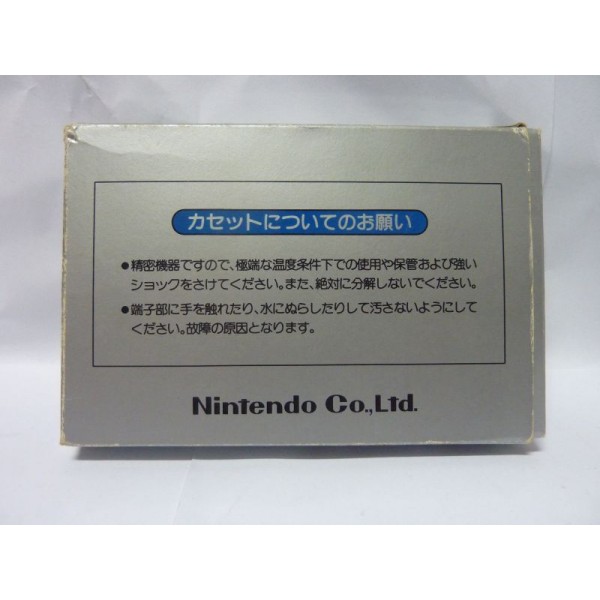 カセットについてのお願い
●精密機器ですので、極端な温度条件下での使用や保管および強い
ショックをさけてください。また、絶対に分解しないでください。
●端子部に手を触れたり、水にぬらしたりして汚さないようにして
ください。故障の原因となります。
Nintendo Co.,Ltd.